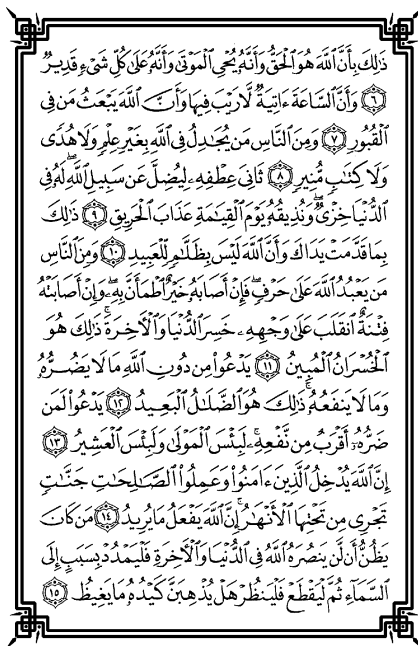 ذَٰلِكَ بِأَنَّ ٱللَّهَ هُوَ ٱلۡحَقُّ وَأَنَّهُۥ يُحۡيِ ٱلۡمَوۡتَىٰ وَأَنَّهُۥ عَلَىٰ كُلِّ شَيۡءٖ قَدِيرٞ
٦ وَأَنَّ ٱلسَّاعَةَ ءَاتِيَةٞ لَّا رَيۡبَ فِيهَا وَأَنَّ ٱللَّهَ يَبۡعَثُ مَن فِي
ٱلۡقُبُورِ ٧ وَمِنَ ٱلنَّاسِ مَن يُجَٰدِلُ فِي ٱللَّهِ بِغَيۡرِ عِلۡمٖ وَلَا هُدٗى
وَلَا كِتَٰبٖ مُّنِيرٖ ٨ ثَانِيَ عِطۡفِهِۦ لِيُضِلَّ عَن سَبِيلِ ٱللَّهِۖ لَهُۥ فِي
ٱلدُّنۡيَا خِزۡيٞۖ وَنُذِيقُهُۥ يَوۡمَ ٱلۡقِيَٰمَةِ عَذَابَ ٱلۡحَرِيقِ ٩ ذَٰلِكَ
بِمَا قَدَّمَتۡ يَدَاكَ وَأَنَّ ٱللَّهَ لَيۡسَ بِظَلَّٰمٖ لِّلۡعَبِيدِ ١٠ وَمِنَ ٱلنَّاسِ
مَن يَعۡبُدُ ٱللَّهَ عَلَىٰ حَرۡفٖۖ فَإِنۡ أَصَابَهُۥ خَيۡرٌ ٱطۡمَأَنَّ بِهِۦۖ وَإِنۡ أَصَابَتۡهُ
فِتۡنَةٌ ٱنقَلَبَ عَلَىٰ وَجۡهِهِۦ خَسِرَ ٱلدُّنۡيَا وَٱلۡأٓخِرَةَۚ ذَٰلِكَ هُوَ
ٱلۡخُسۡرَانُ ٱلۡمُبِينُ ١١ يَدۡعُواْ مِن دُونِ ٱللَّهِ مَا لَا يَضُرُّهُۥ
وَمَا لَا يَنفَعُهُۥۚ ذَٰلِكَ هُوَ ٱلضَّلَٰلُ ٱلۡبَعِيدُ ١٢ يَدۡعُواْ لَمَن
ضَرُّهُۥٓ أَقۡرَبُ مِن نَّفۡعِهِۦۚ لَبِئۡسَ ٱلۡمَوۡلَىٰ وَلَبِئۡسَ ٱلۡعَشِيرُ ١٣
إِنَّ ٱللَّهَ يُدۡخِلُ ٱلَّذِينَ ءَامَنُواْ وَعَمِلُواْ ٱلصَّٰلِحَٰتِ جَنَّٰتٖ
تَجۡرِي مِن تَحۡتِهَا ٱلۡأَنۡهَٰرُۚ إِنَّ ٱللَّهَ يَفۡعَلُ مَا يُرِيدُ ١٤ مَن كَانَ
يَظُنُّ أَن لَّن يَنصُرَهُ ٱللَّهُ فِي ٱلدُّنۡيَا وَٱلۡأٓخِرَةِ فَلۡيَمۡدُدۡ بِسَبَبٍ إِلَى
ٱلسَّمَآءِ ثُمَّ لۡيَقۡطَعۡ فَلۡيَنظُرۡ هَلۡ يُذۡهِبَنَّ كَيۡدُهُۥ مَا يَغِيظُ ١٥